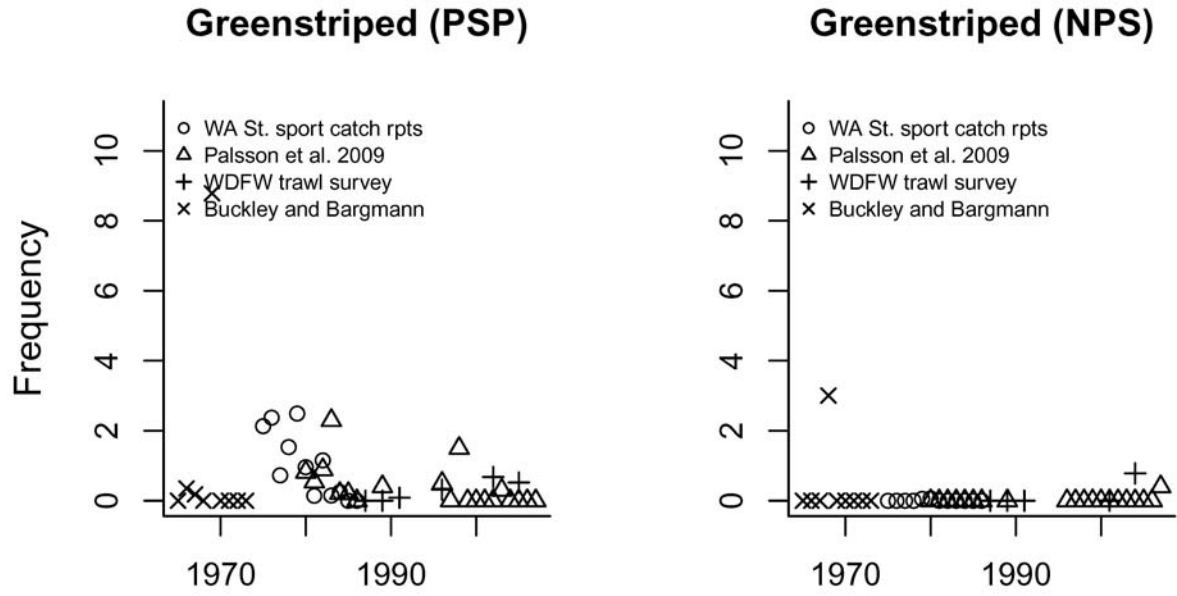 Greenstriped (PSP)
Frequency
10
8
6
4
2
0
WA St. sport catch rpts
Palsson et al. 2009
WDFW trawl survey
Buckley and Bargmann
1970 1990
Greenstriped (NPS)
10
8
6
4
2
0
WA St. sport catch rpts
Palsson et al. 2009
WDFW trawl survey
Buckley and Bargmann
1970 1990